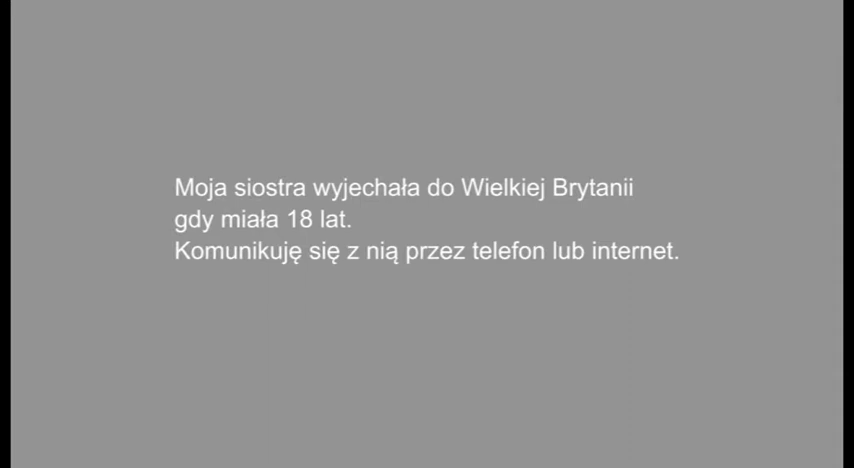 Moja siostra wyjechała do Wielkiej Brytanii
gdy miała 18 lat.
Komunikuję się z nią przez telefon lub internet.